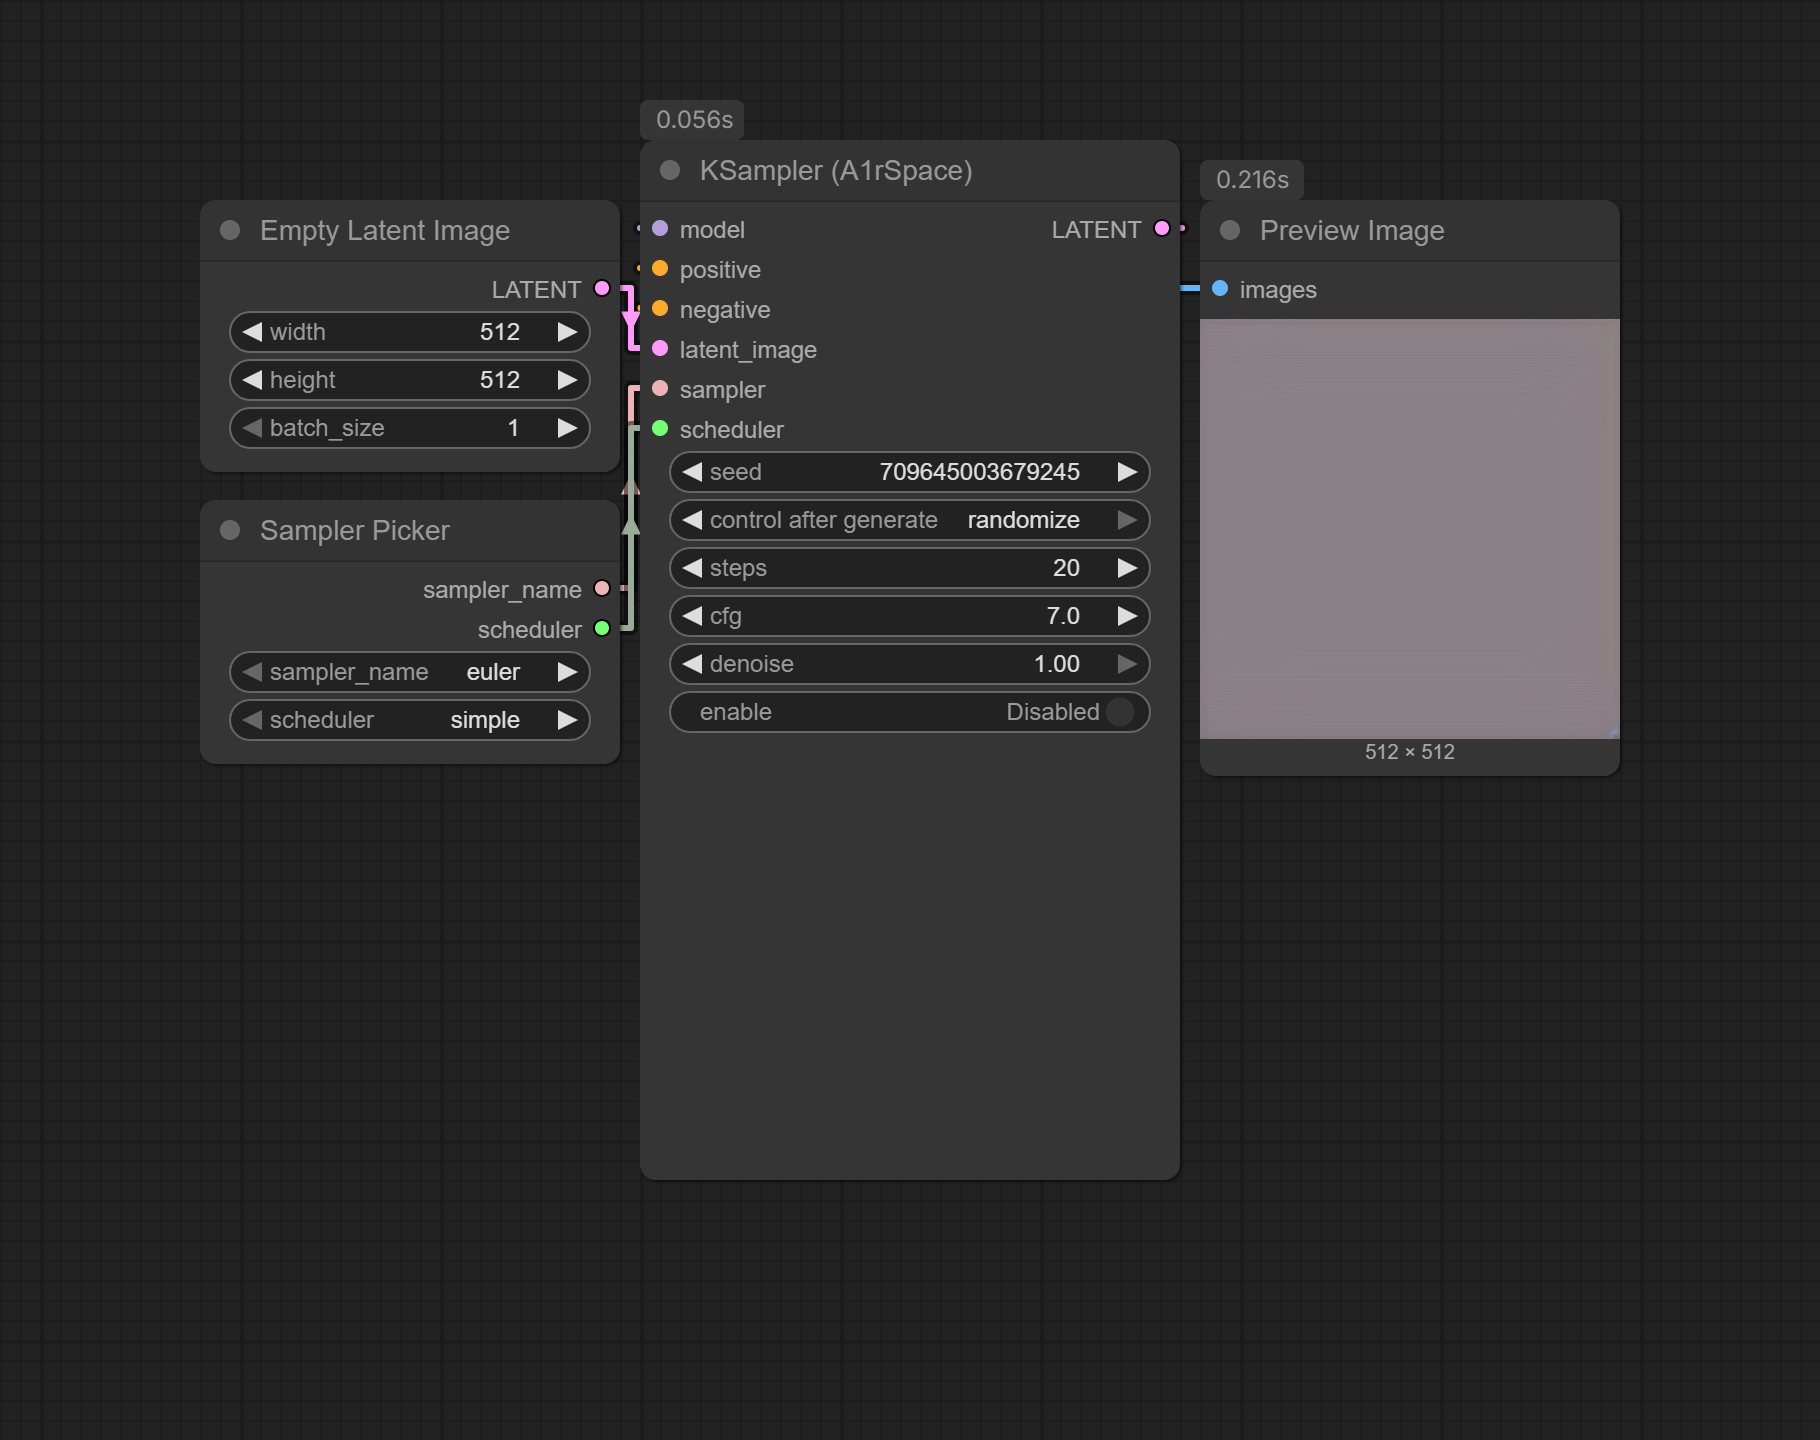 Empty Latent Image
LATENT
width 512
height 512
batch_size 1
Sampler Picker
sampler_name
scheduler
sampler_name euler
scheduler simple
0.056s
KSampler (A1rSpace)
model LATENT
positive
negative
latent_image
sampler
scheduler
seed 709645003679245
control after generate randomize
steps 20
cfg 7.0
denoise 1.00
enable Disabled
0.216s
Preview Image
images
512 × 512